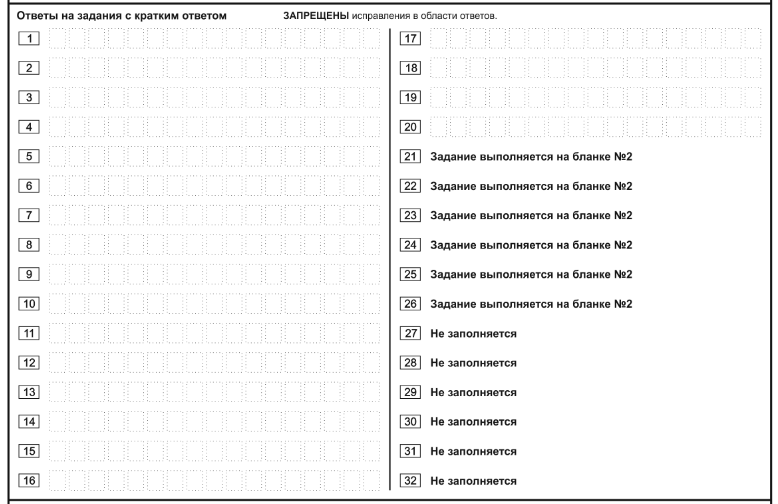 Ответы на задания с кратким ответом
ЗАПРЕЩЕНЫ исправления в области ответов.
1
2
3
4
5
6
7
8
9
10
11
12
13
14
15
16
17
18
19
20
21 Задание выполняется на бланке №2
22 Задание выполняется на бланке №2
23 Задание выполняется на бланке №2
24 Задание выполняется на бланке №2
25 Задание выполняется на бланке №2
26 Задание выполняется на бланке №2
27 Не заполняется
28 Не заполняется
29 Не заполняется
30 Не заполняется
31 Не заполняется
32 Не заполняется